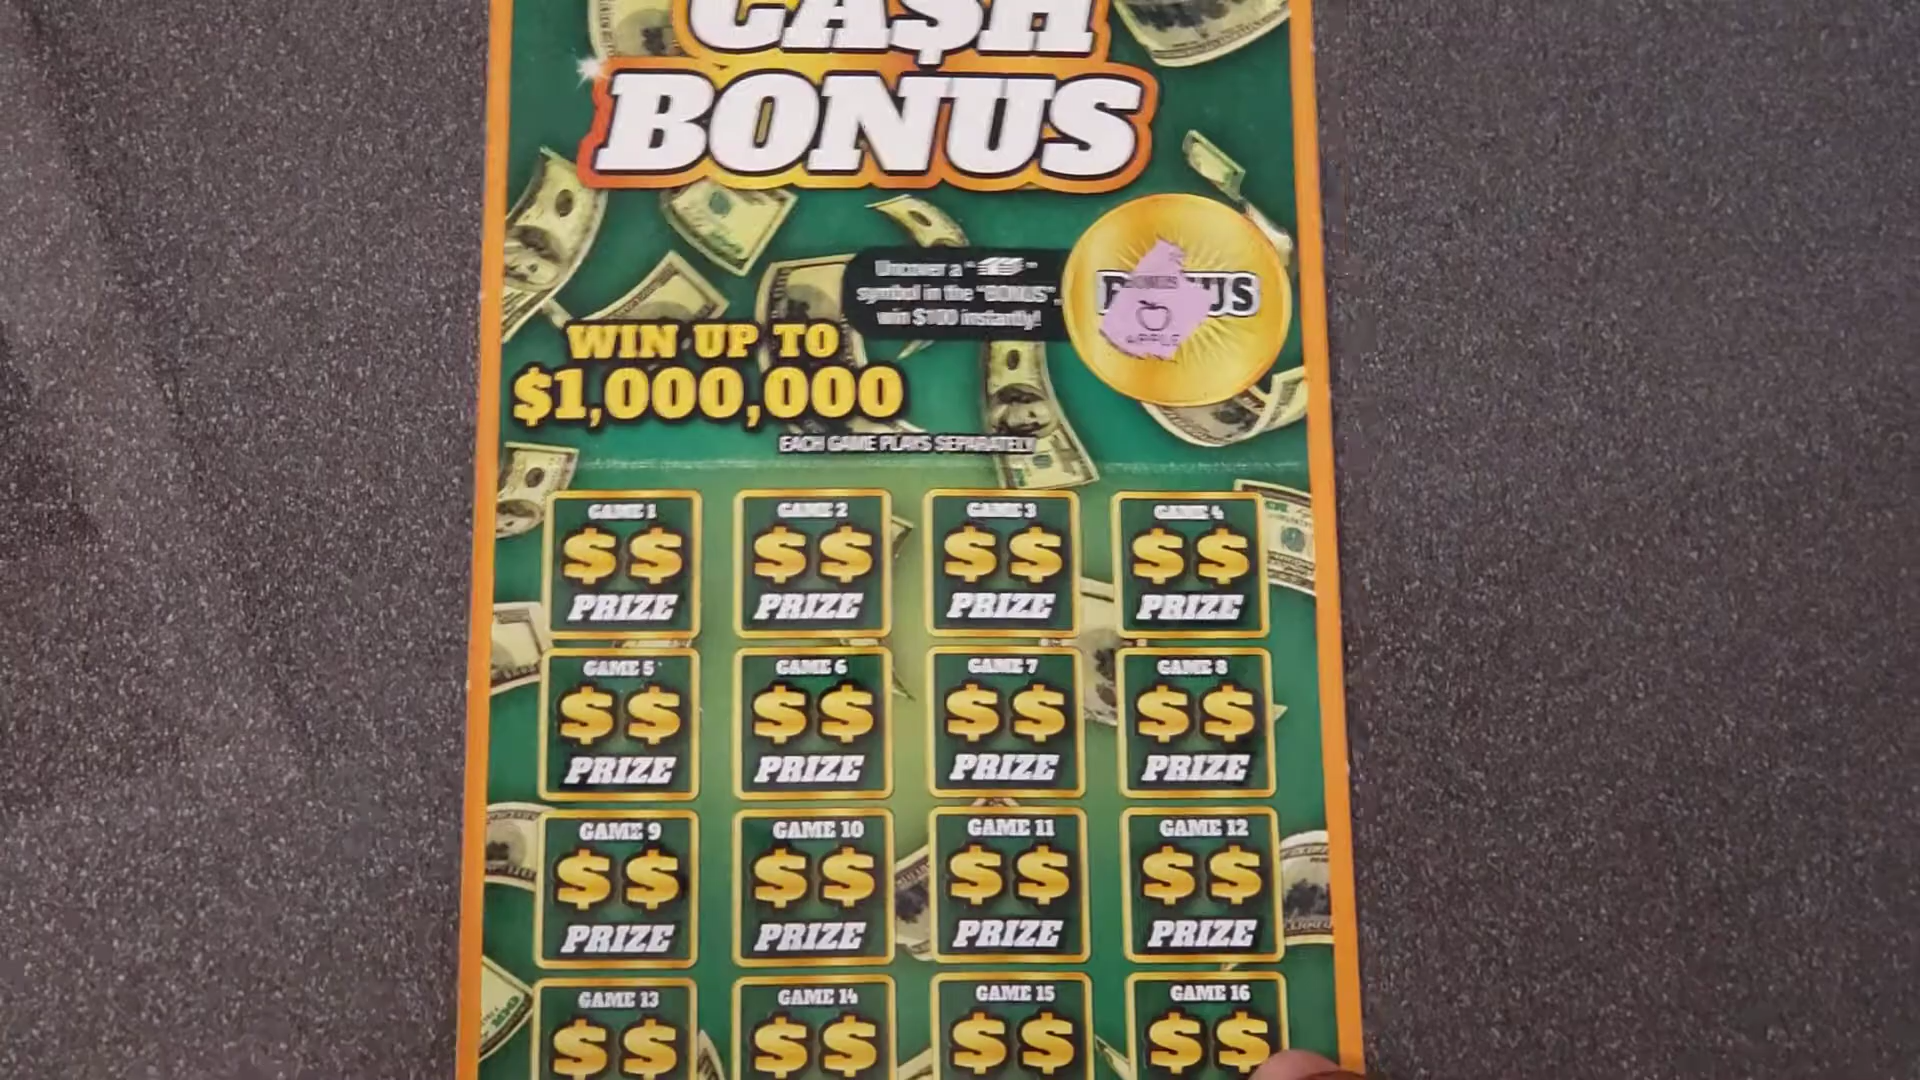 CA$H
BONUS
Uncover a " "
symbol in the "BONUS",
win $100 instantly!
BONUS
BONUS
APPLE
WIN UP TO
$1,000,000
EACH GAME PLAYS SEPARATELY
GAME 1 GAME 2 GAME 3 GAME 4
$$ $$ $$ $$
PRIZE PRIZE PRIZE PRIZE
GAME 5 GAME 6 GAME 7 GAME 8
$$ $$ $$ $$
PRIZE PRIZE PRIZE PRIZE
GAME 9 GAME 10 GAME 11 GAME 12
$$ $$ $$ $$
PRIZE PRIZE PRIZE PRIZE
GAME 13 GAME 14 GAME 15 GAME 16
$$ $$ $$ $$